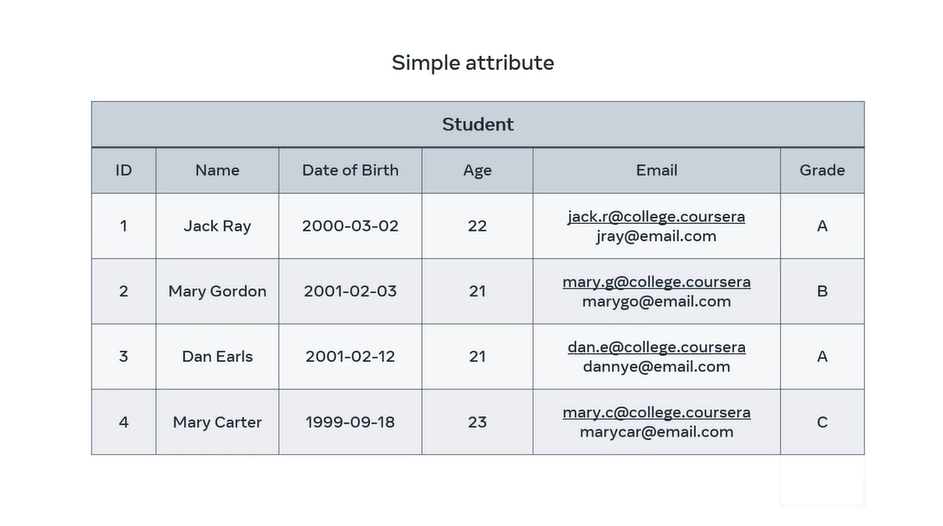 Simple attribute
Student
ID Name Date of Birth Age Email Grade
1 Jack Ray 2000-03-02 22 jack.r@college.coursera A
jray@email.com
2 Mary Gordon 2001-02-03 21 mary.g@college.coursera B
marygo@email.com
3 Dan Earls 2001-02-12 21 dan.e@college.coursera A
dannye@email.com
4 Mary Carter 1999-09-18 23 mary.c@college.coursera C
marycar@email.com